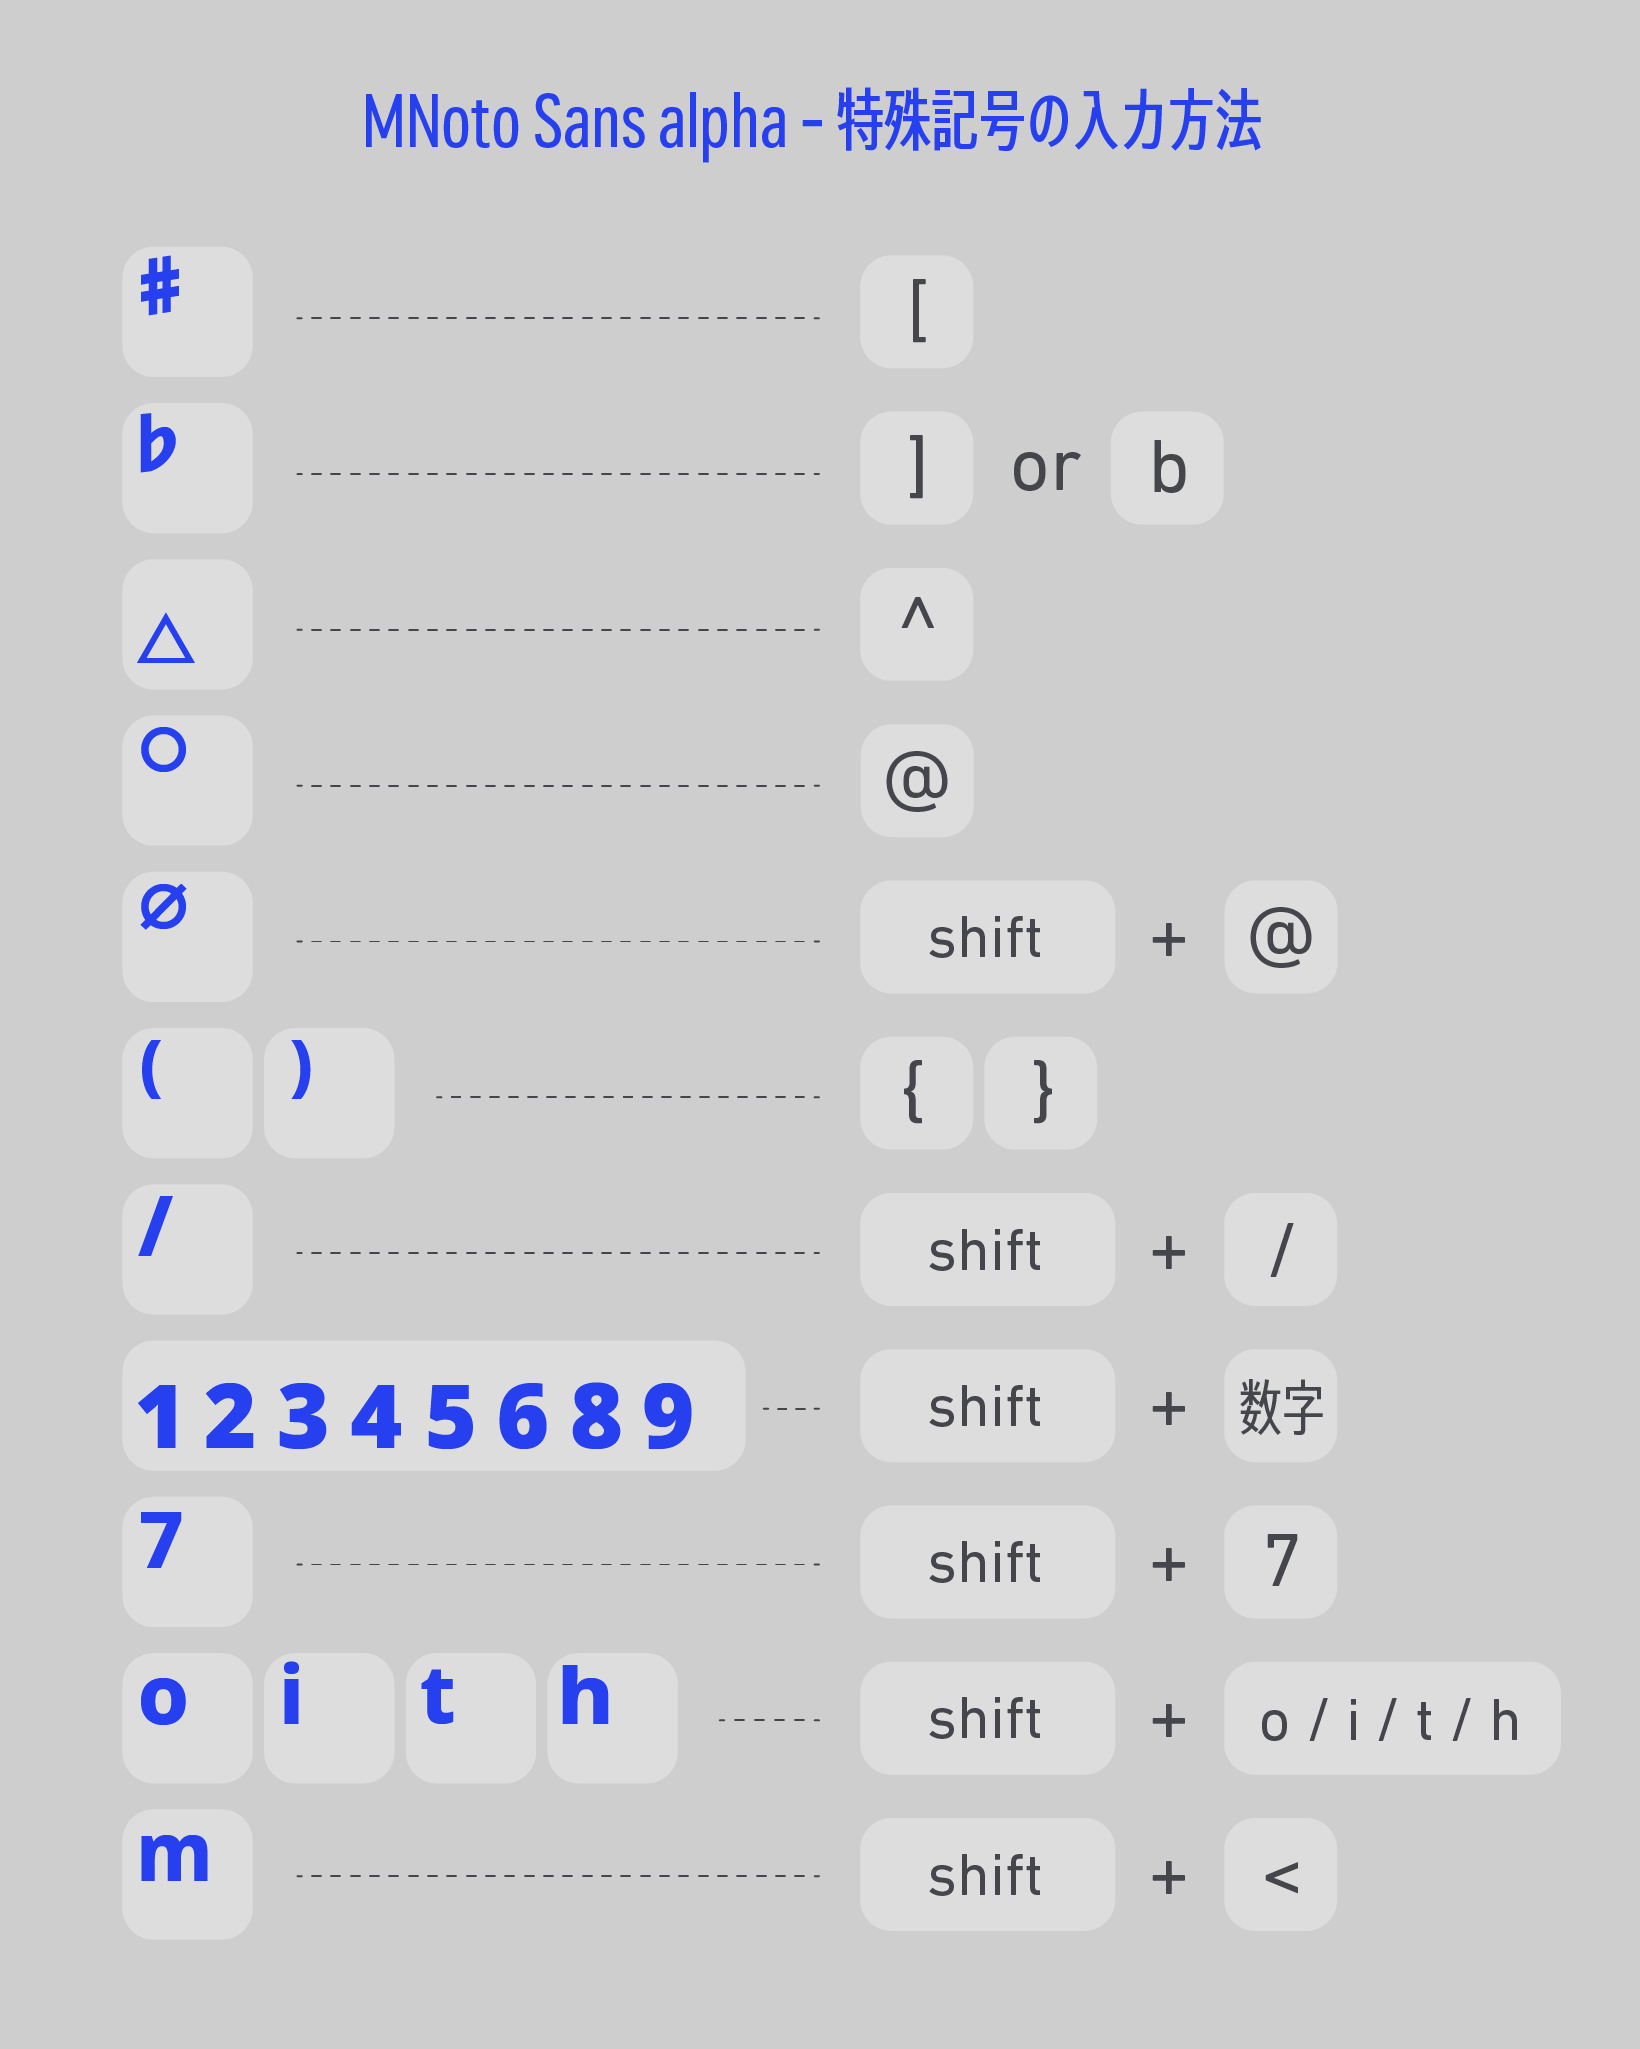 MNoto Sans alpha - 特殊記号の入力方法
# [
♭ ] or b
△ ^
○ @
∅ shift + @
( ) { }
/ shift + /
1 2 3 4 5 6 8 9 shift + 数字
7 shift + 7
o i t h shift + o / i / t / h
m shift + <